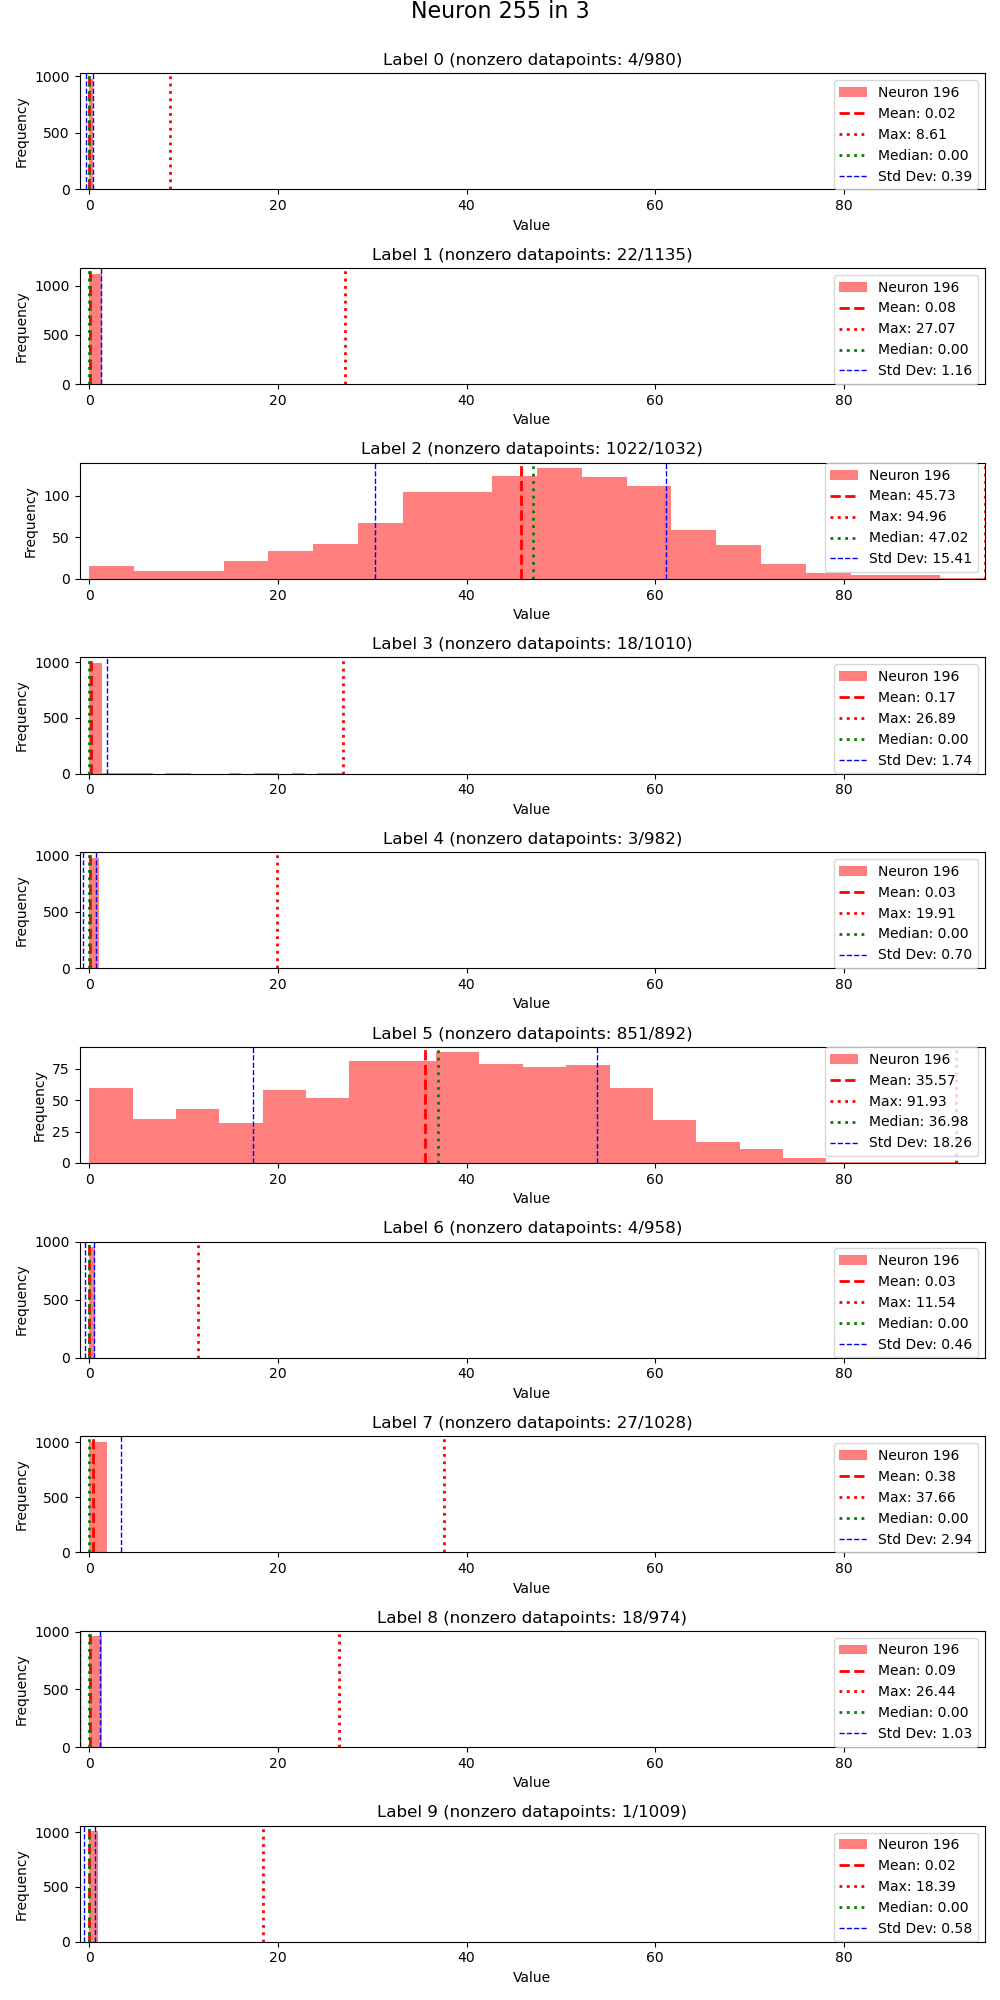 Neuron 255 in 3
Label 0 (nonzero datapoints: 4/980)
Frequency
1000
500
0
Neuron 196
Mean: 0.02
Max: 8.61
Median: 0.00
Std Dev: 0.39
0 20 40 60 80
Value
Label 1 (nonzero datapoints: 22/1135)
Frequency
1000
500
0
Neuron 196
Mean: 0.08
Max: 27.07
Median: 0.00
Std Dev: 1.16
0 20 40 60 80
Value
Label 2 (nonzero datapoints: 1022/1032)
Frequency
100
50
0
Neuron 196
Mean: 45.73
Max: 94.96
Median: 47.02
Std Dev: 15.41
0 20 40 60 80
Value
Label 3 (nonzero datapoints: 18/1010)
Frequency
1000
500
0
Neuron 196
Mean: 0.17
Max: 26.89
Median: 0.00
Std Dev: 1.74
0 20 40 60 80
Value
Label 4 (nonzero datapoints: 3/982)
Frequency
1000
500
0
Neuron 196
Mean: 0.03
Max: 19.91
Median: 0.00
Std Dev: 0.70
0 20 40 60 80
Value
Label 5 (nonzero datapoints: 851/892)
Frequency
75
50
25
0
Neuron 196
Mean: 35.57
Max: 91.93
Median: 36.98
Std Dev: 18.26
0 20 40 60 80
Value
Label 6 (nonzero datapoints: 4/958)
Frequency
1000
500
0
Neuron 196
Mean: 0.03
Max: 11.54
Median: 0.00
Std Dev: 0.46
0 20 40 60 80
Value
Label 7 (nonzero datapoints: 27/1028)
Frequency
1000
500
0
Neuron 196
Mean: 0.38
Max: 37.66
Median: 0.00
Std Dev: 2.94
0 20 40 60 80
Value
Label 8 (nonzero datapoints: 18/974)
Frequency
1000
500
0
Neuron 196
Mean: 0.09
Max: 26.44
Median: 0.00
Std Dev: 1.03
0 20 40 60 80
Value
Label 9 (nonzero datapoints: 1/1009)
Frequency
1000
500
0
Neuron 196
Mean: 0.02
Max: 18.39
Median: 0.00
Std Dev: 0.58
0 20 40 60 80
Value